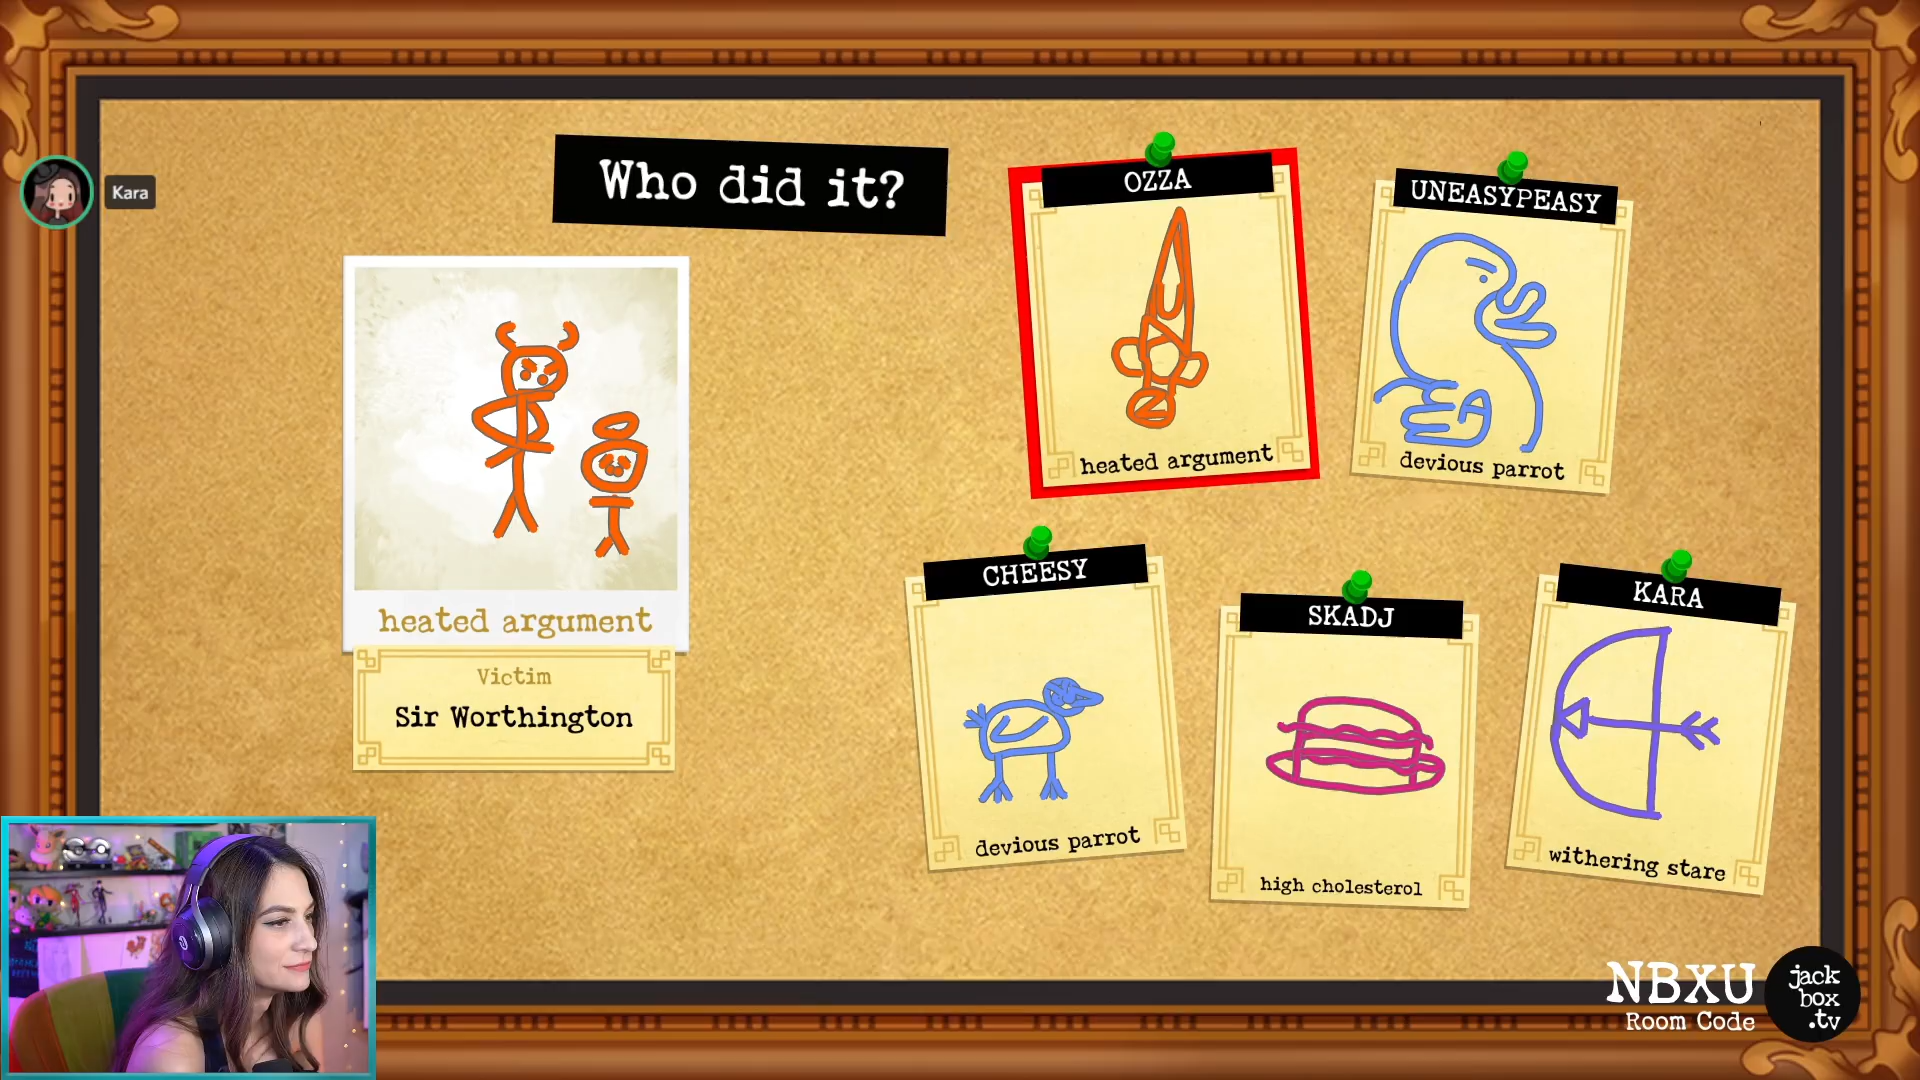 Kara
Who did it?
heated argument
Victim
Sir Worthington
OZZA
heated argument
UNEASYPEASY
devious parrot
CHEESY
devious parrot
SKADJ
high cholesterol
KARA
withering stare
NBXU
Room Code
jack
box
.tv